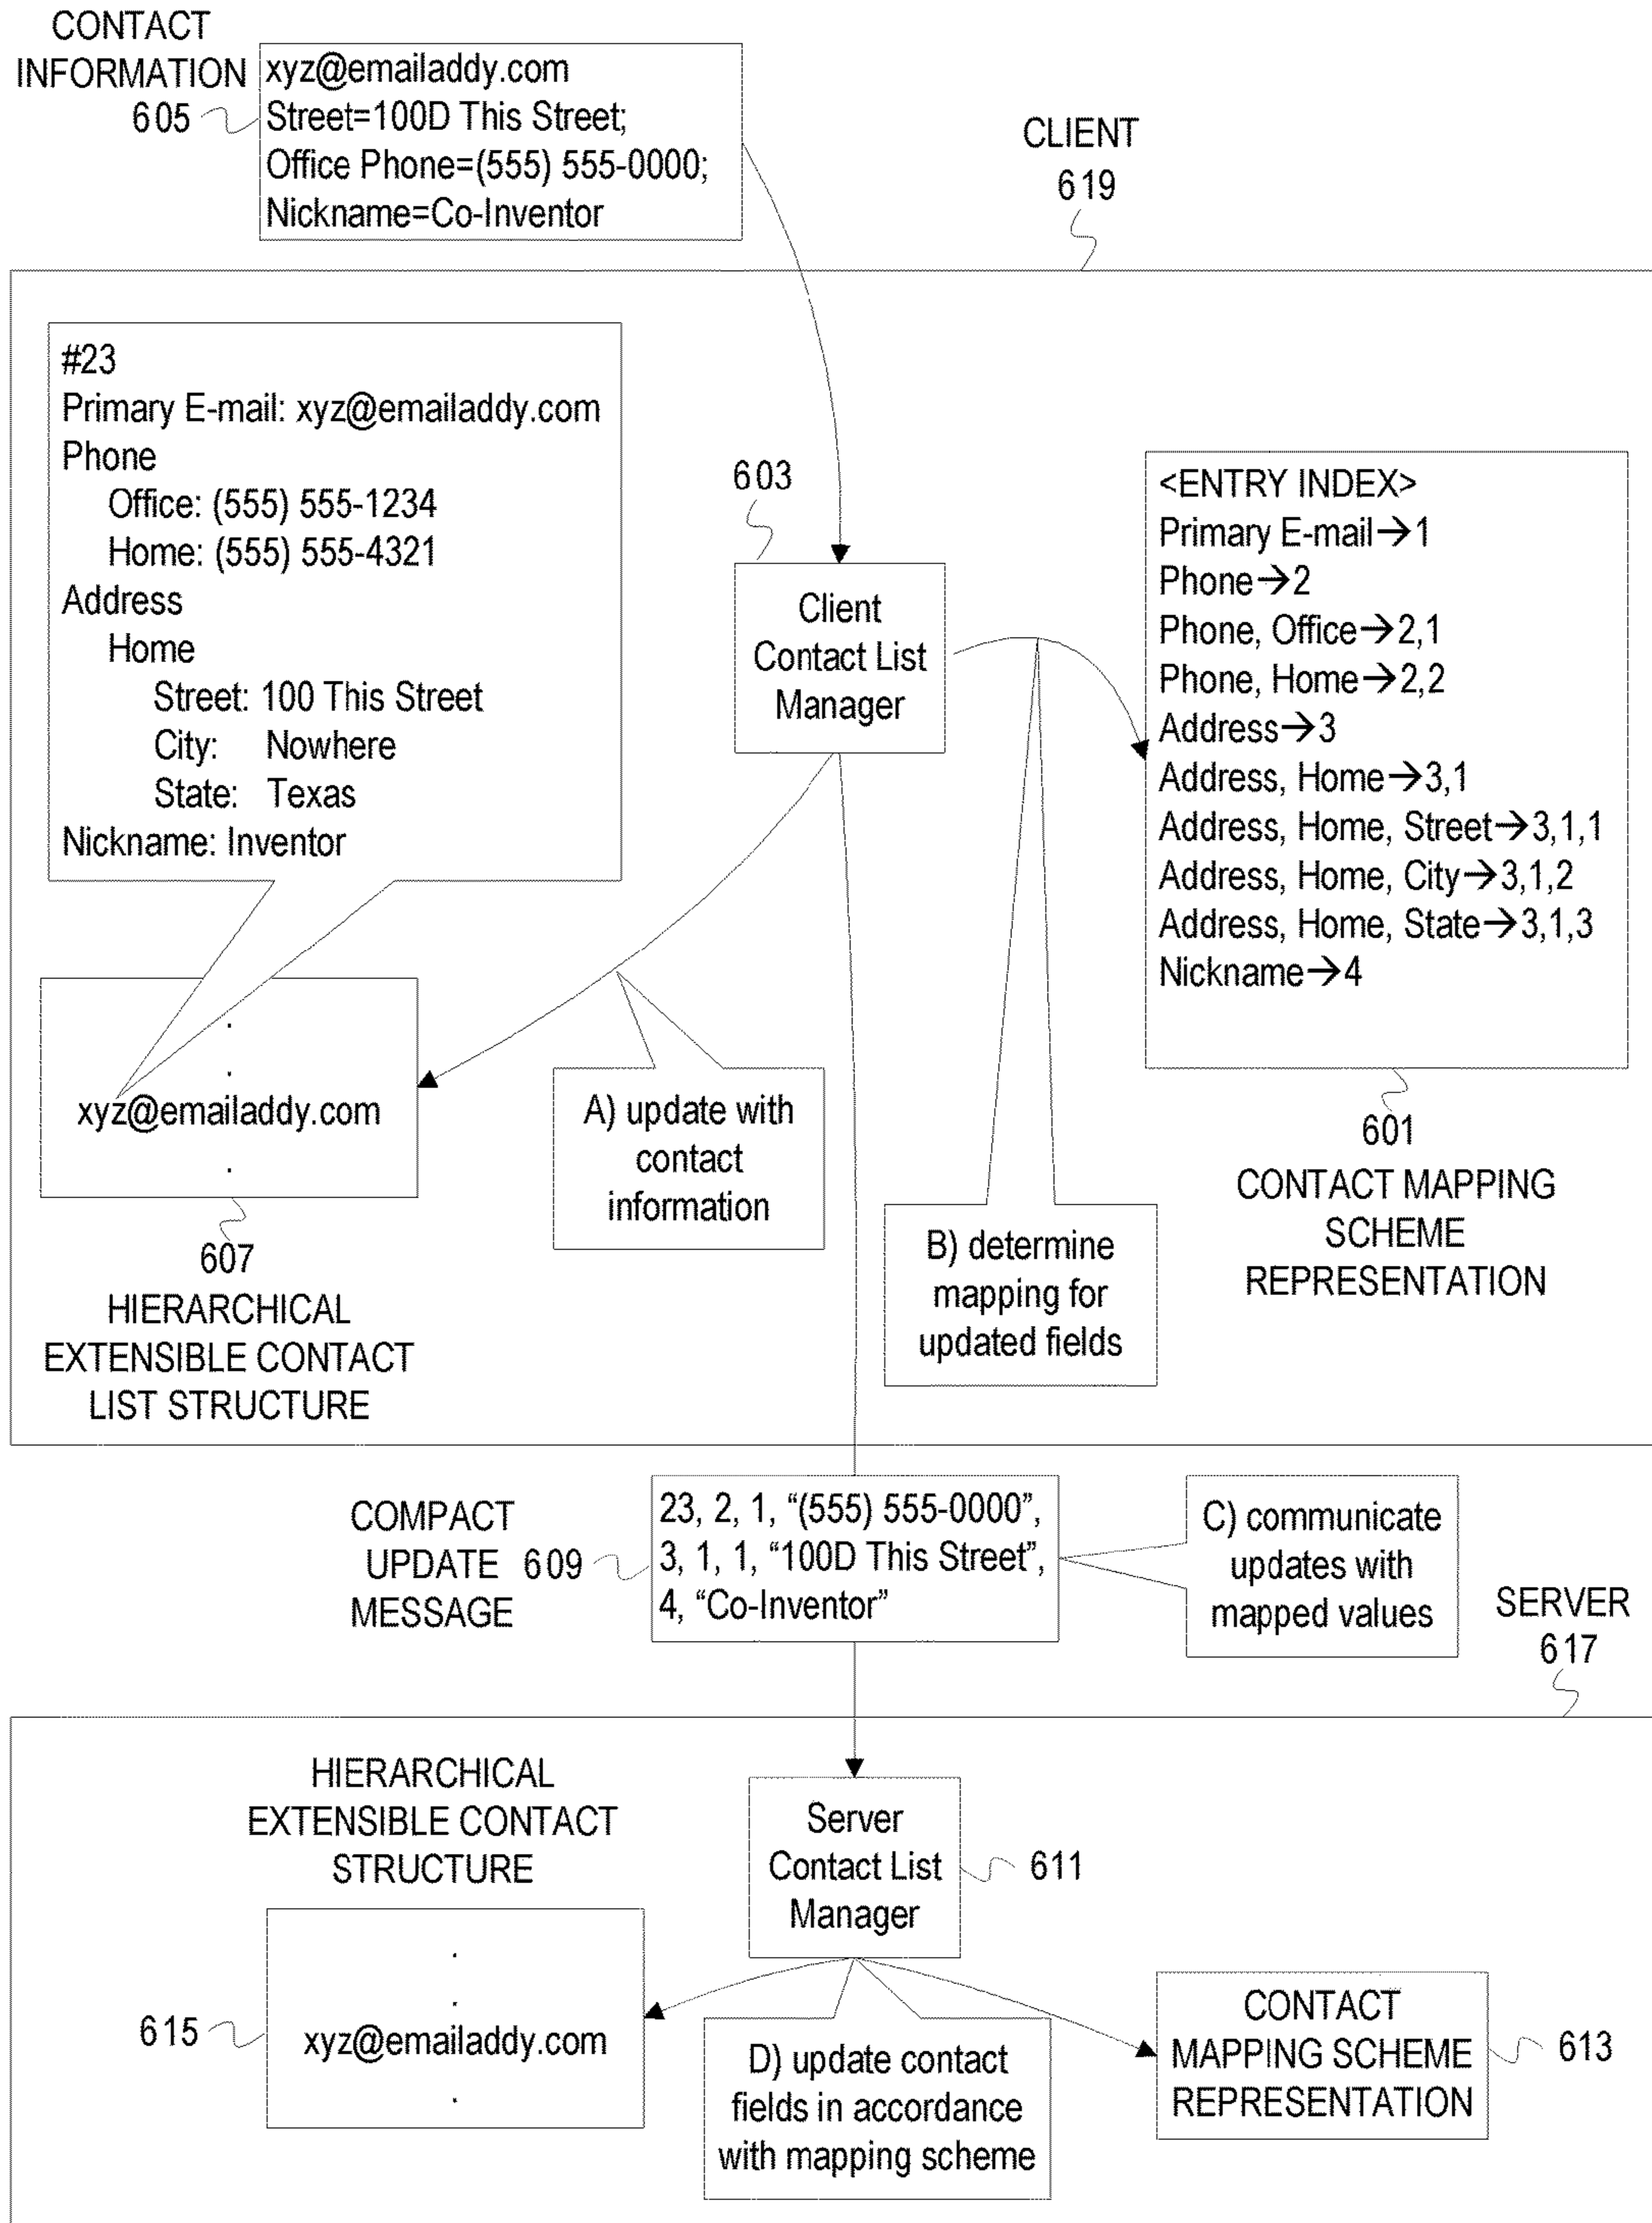 CONTACT
INFORMATION
605
xyz@emailaddy.com
Street=100D This Street;
Office Phone=(555) 555-0000;
Nickname=Co-Inventor
CLIENT
619
#23
Primary E-mail: xyz@emailaddy.com
Phone
Office: (555) 555-1234
Home: (555) 555-4321
Address
Home
Street: 100 This Street
City: Nowhere
State: Texas
Nickname: Inventor
603
Client
Contact List
Manager
<ENTRY INDEX>
Primary E-mail→1
Phone→2
Phone, Office→2,1
Phone, Home→2,2
Address→3
Address, Home→3,1
Address, Home, Street→3,1,1
Address, Home, City→3,1,2
Address, Home, State→3,1,3
Nickname→4
601
CONTACT MAPPING
SCHEME
REPRESENTATION
.
.
xyz@emailaddy.com
.
607
HIERARCHICAL
EXTENSIBLE CONTACT
LIST STRUCTURE
A) update with
contact
information
B) determine
mapping for
updated fields
COMPACT
UPDATE
MESSAGE
609
23, 2, 1, “(555) 555-0000”,
3, 1, 1, “100D This Street”,
4, “Co-Inventor”
C) communicate
updates with
mapped values
SERVER
617
HIERARCHICAL
EXTENSIBLE CONTACT
STRUCTURE
Server
Contact List
Manager
611
615
.
.
xyz@emailaddy.com
.
D) update contact
fields in accordance
with mapping scheme
CONTACT
MAPPING SCHEME
REPRESENTATION
613